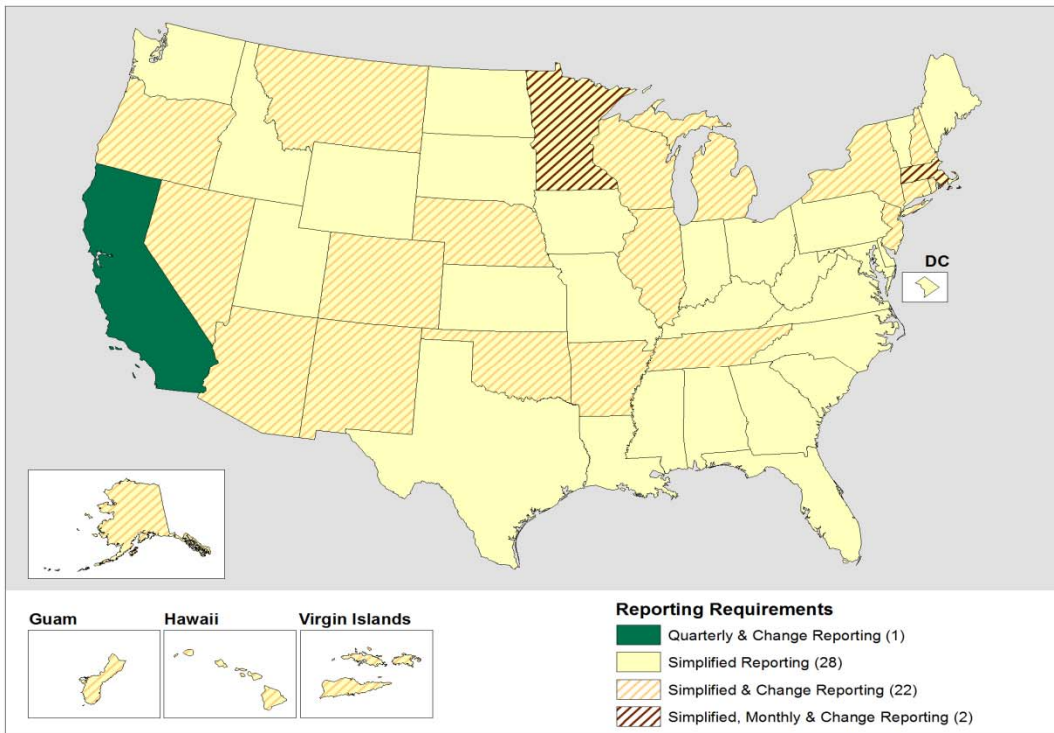 DC
Guam
Hawaii
Virgin Islands
Reporting Requirements
Quarterly & Change Reporting (1)
Simplified Reporting (28)
Simplified & Change Reporting (22)
Simplified, Monthly & Change Reporting (2)